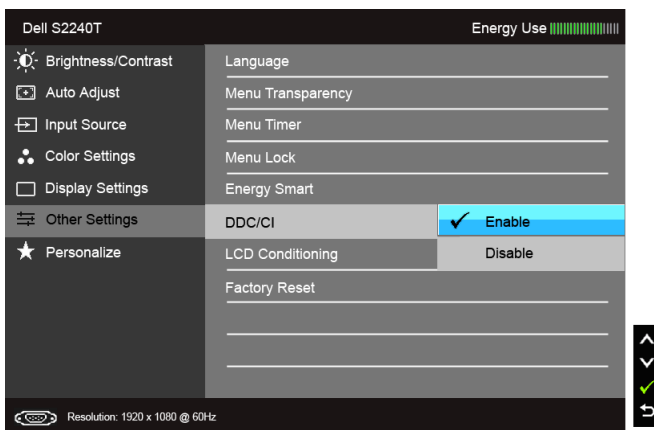 Dell S2240T
Energy Use
Brightness/Contrast
Auto Adjust
Input Source
Color Settings
Display Settings
Other Settings
Personalize
Language
Menu Transparency
Menu Timer
Menu Lock
Energy Smart
DDC/CI
Enable
Disable
LCD Conditioning
Factory Reset
Resolution: 1920 x 1080 @ 60Hz